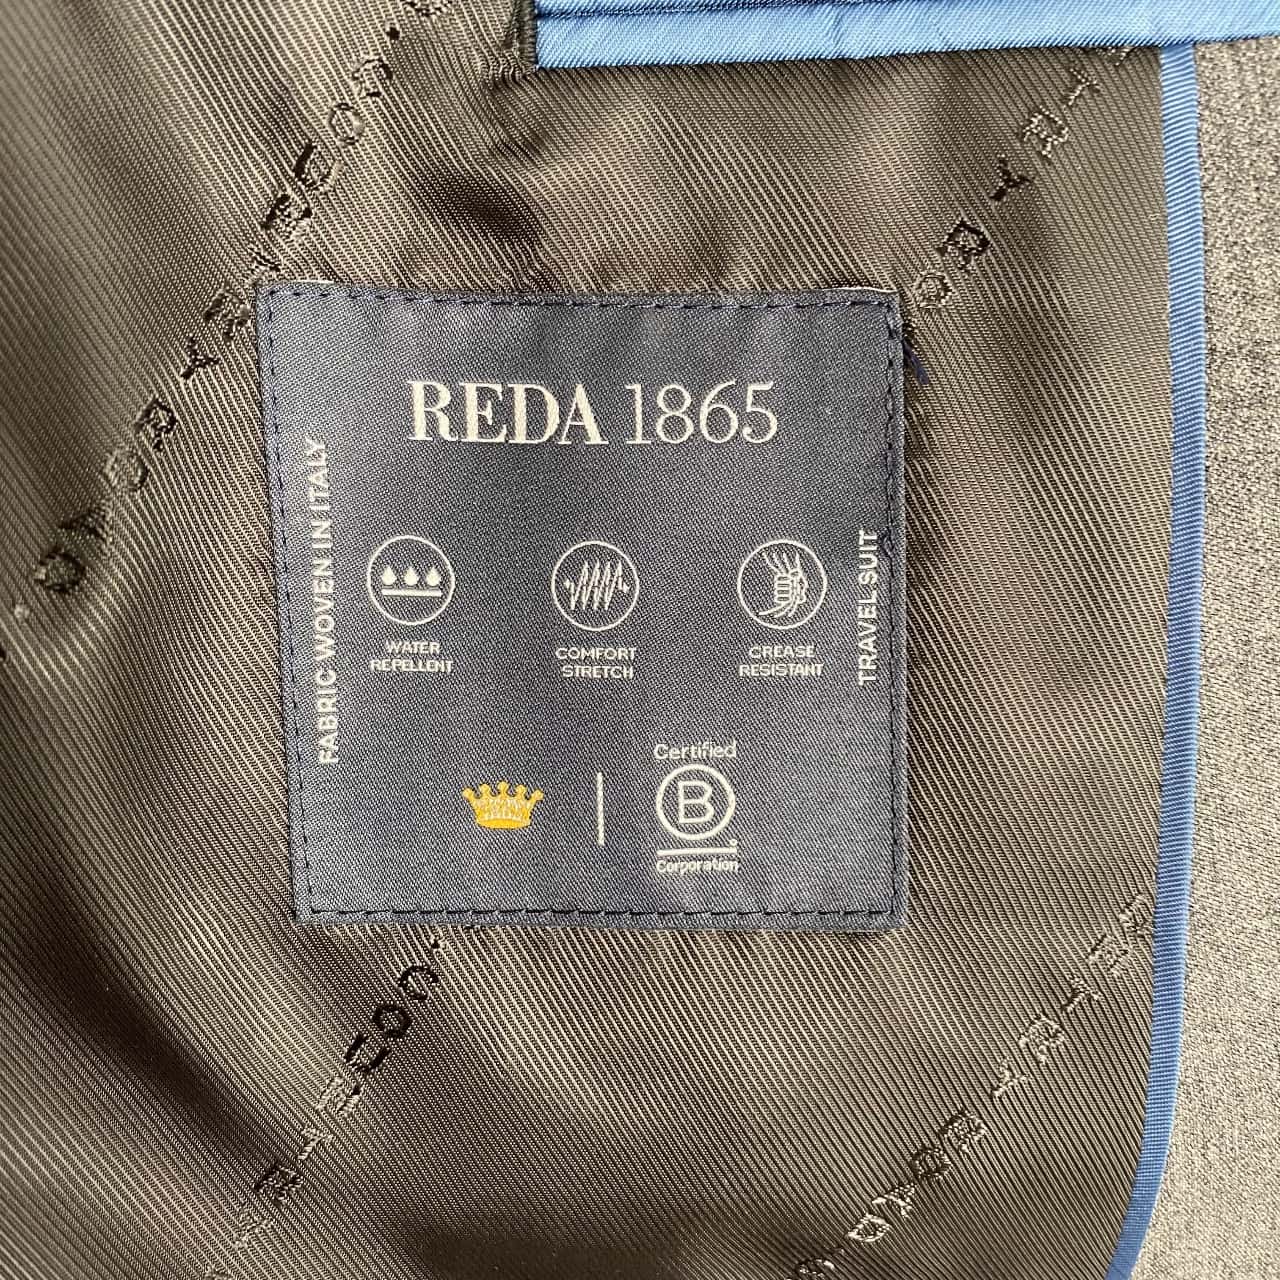 REDA 1865
FABRIC WOVEN IN ITALY
WATER
REPELLENT
COMFORT
STRETCH
CREASE
RESISTANT
TRAVEL SUIT
Certified
B
Corporation